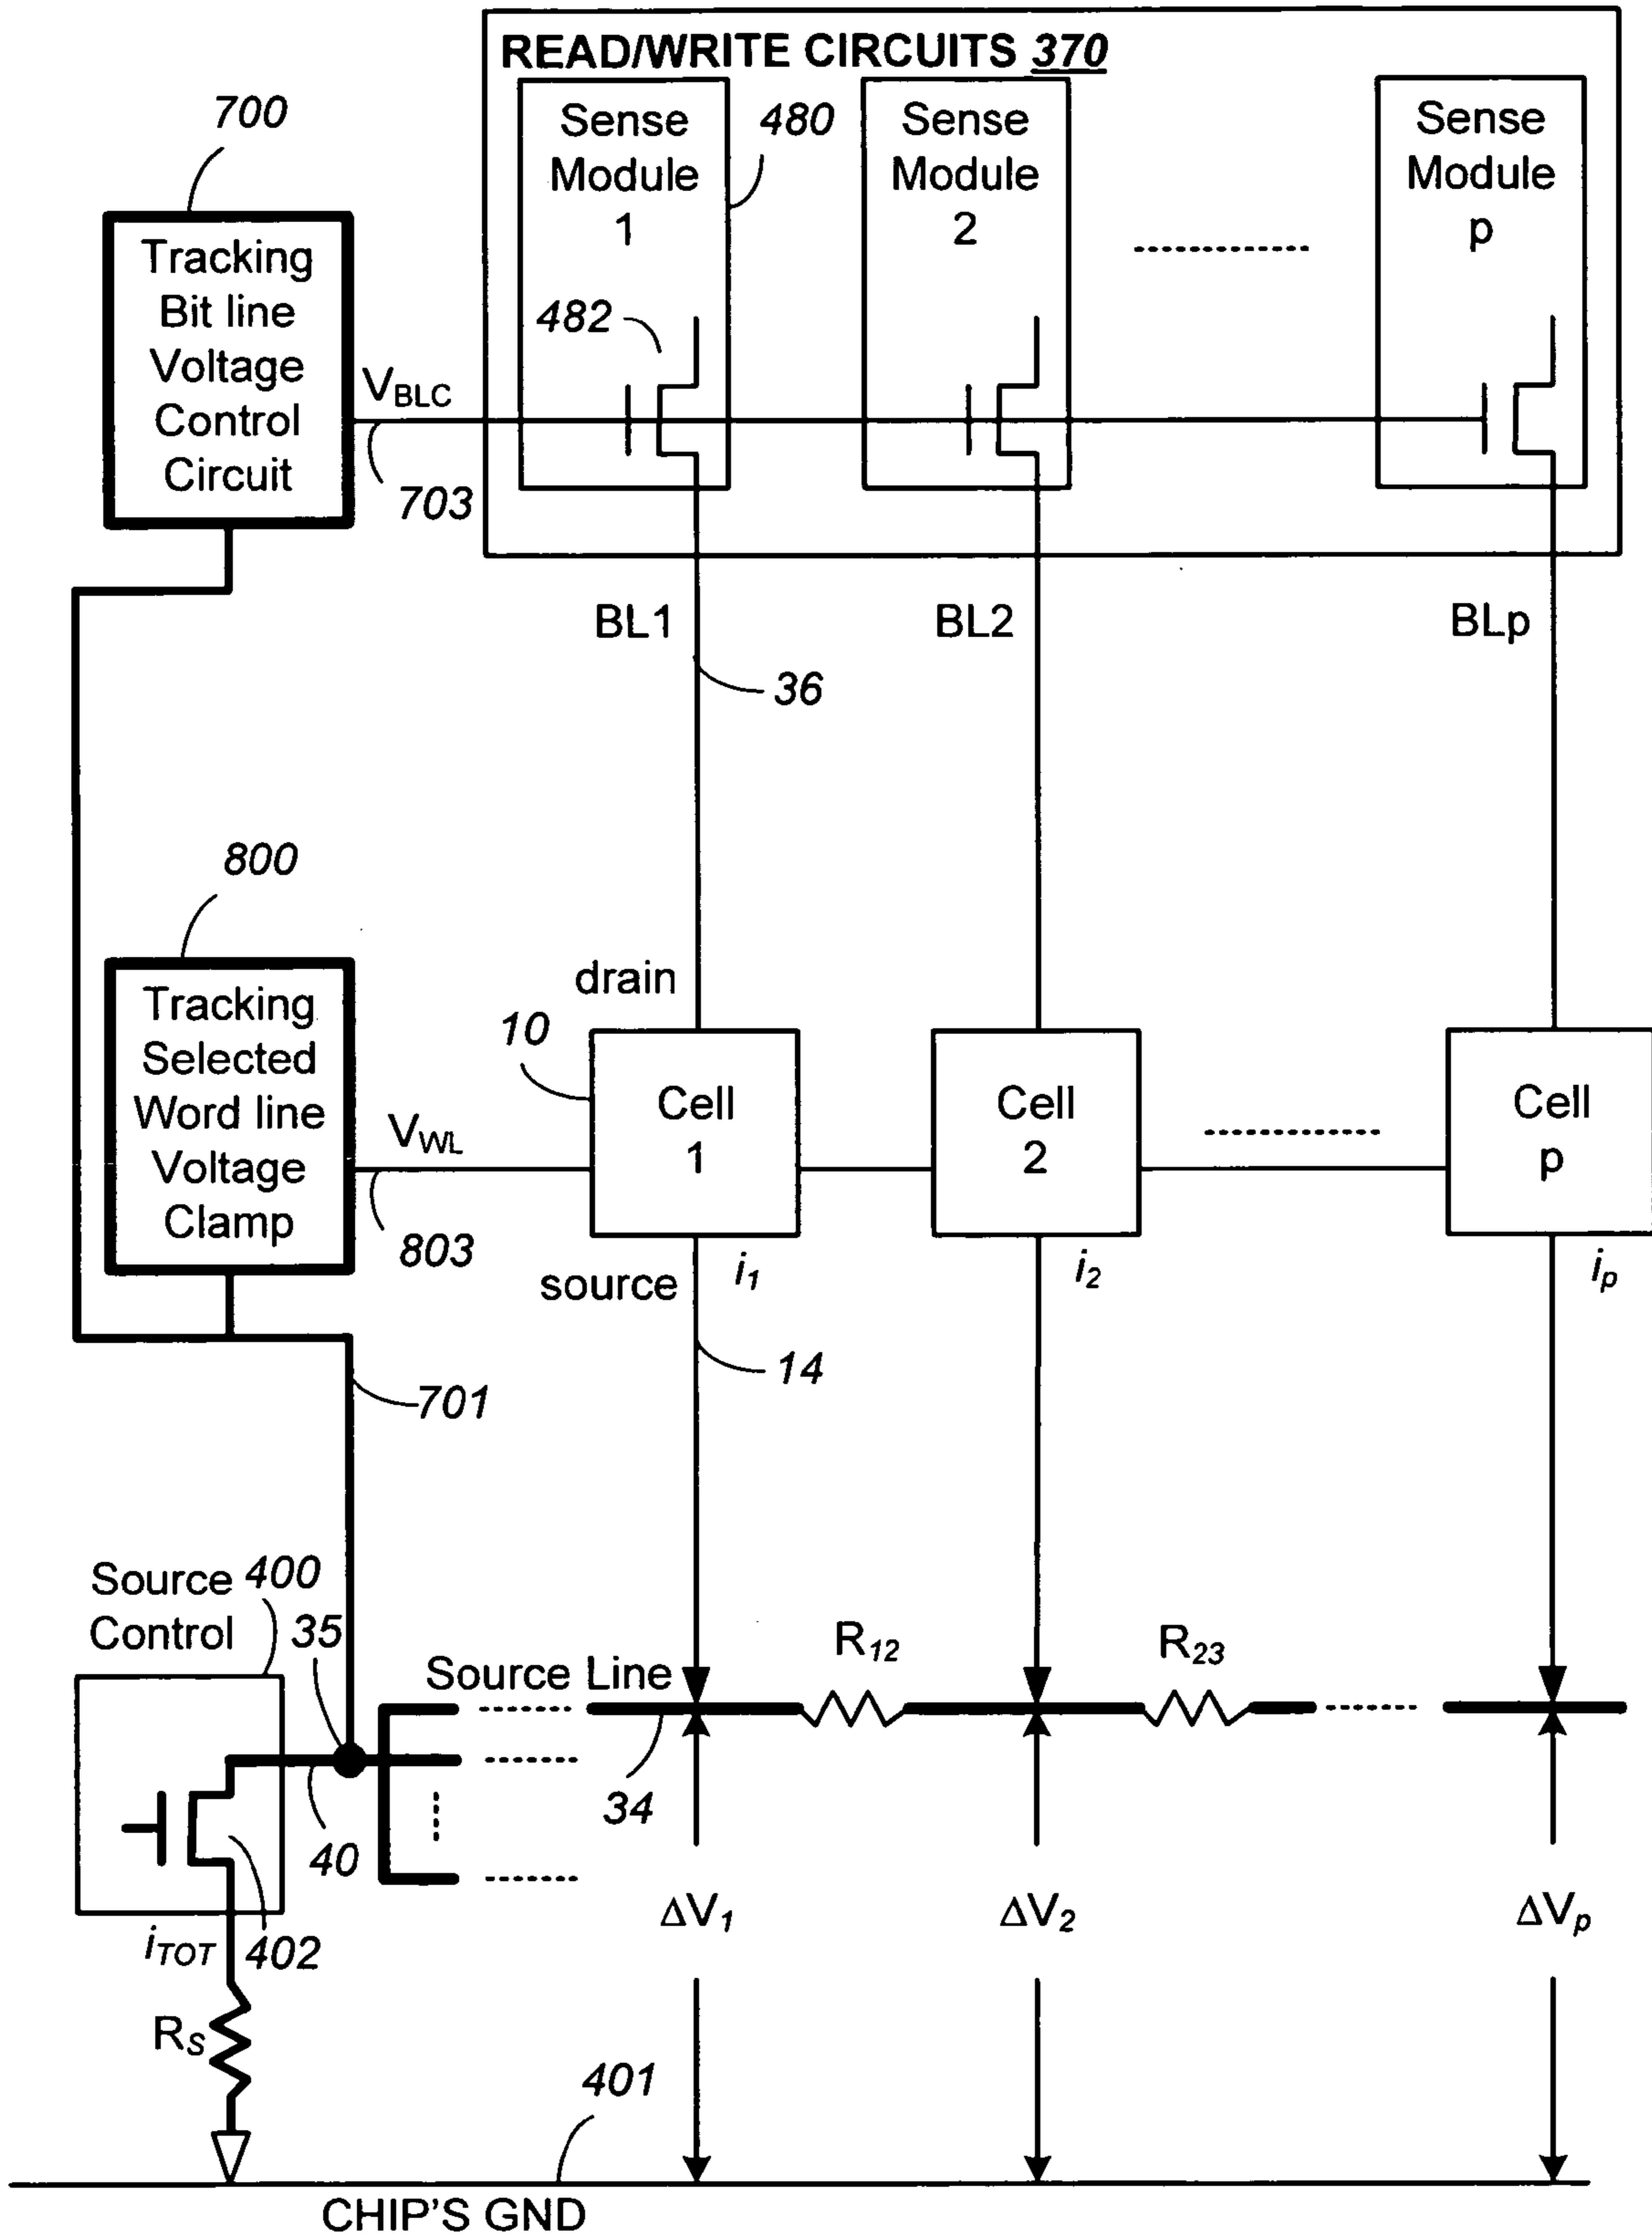 READ/WRITE CIRCUITS 370
700
Sense
Module
1
480
Sense
Module
2
Sense
Module
p
Tracking
Bit line
Voltage
Control
Circuit
482
VBLC
703
BL1
BL2
BLp
36
800
drain
Tracking
Selected
Word line
Voltage
Clamp
10
Cell
1
Cell
2
Cell
p
VWL
803
source
i1
i2
ip
14
701
Source
Control
400
35
Source Line
R12
R23
34
40
ΔV1
ΔV2
ΔVp
iTOT
402
RS
401
CHIP'S GND